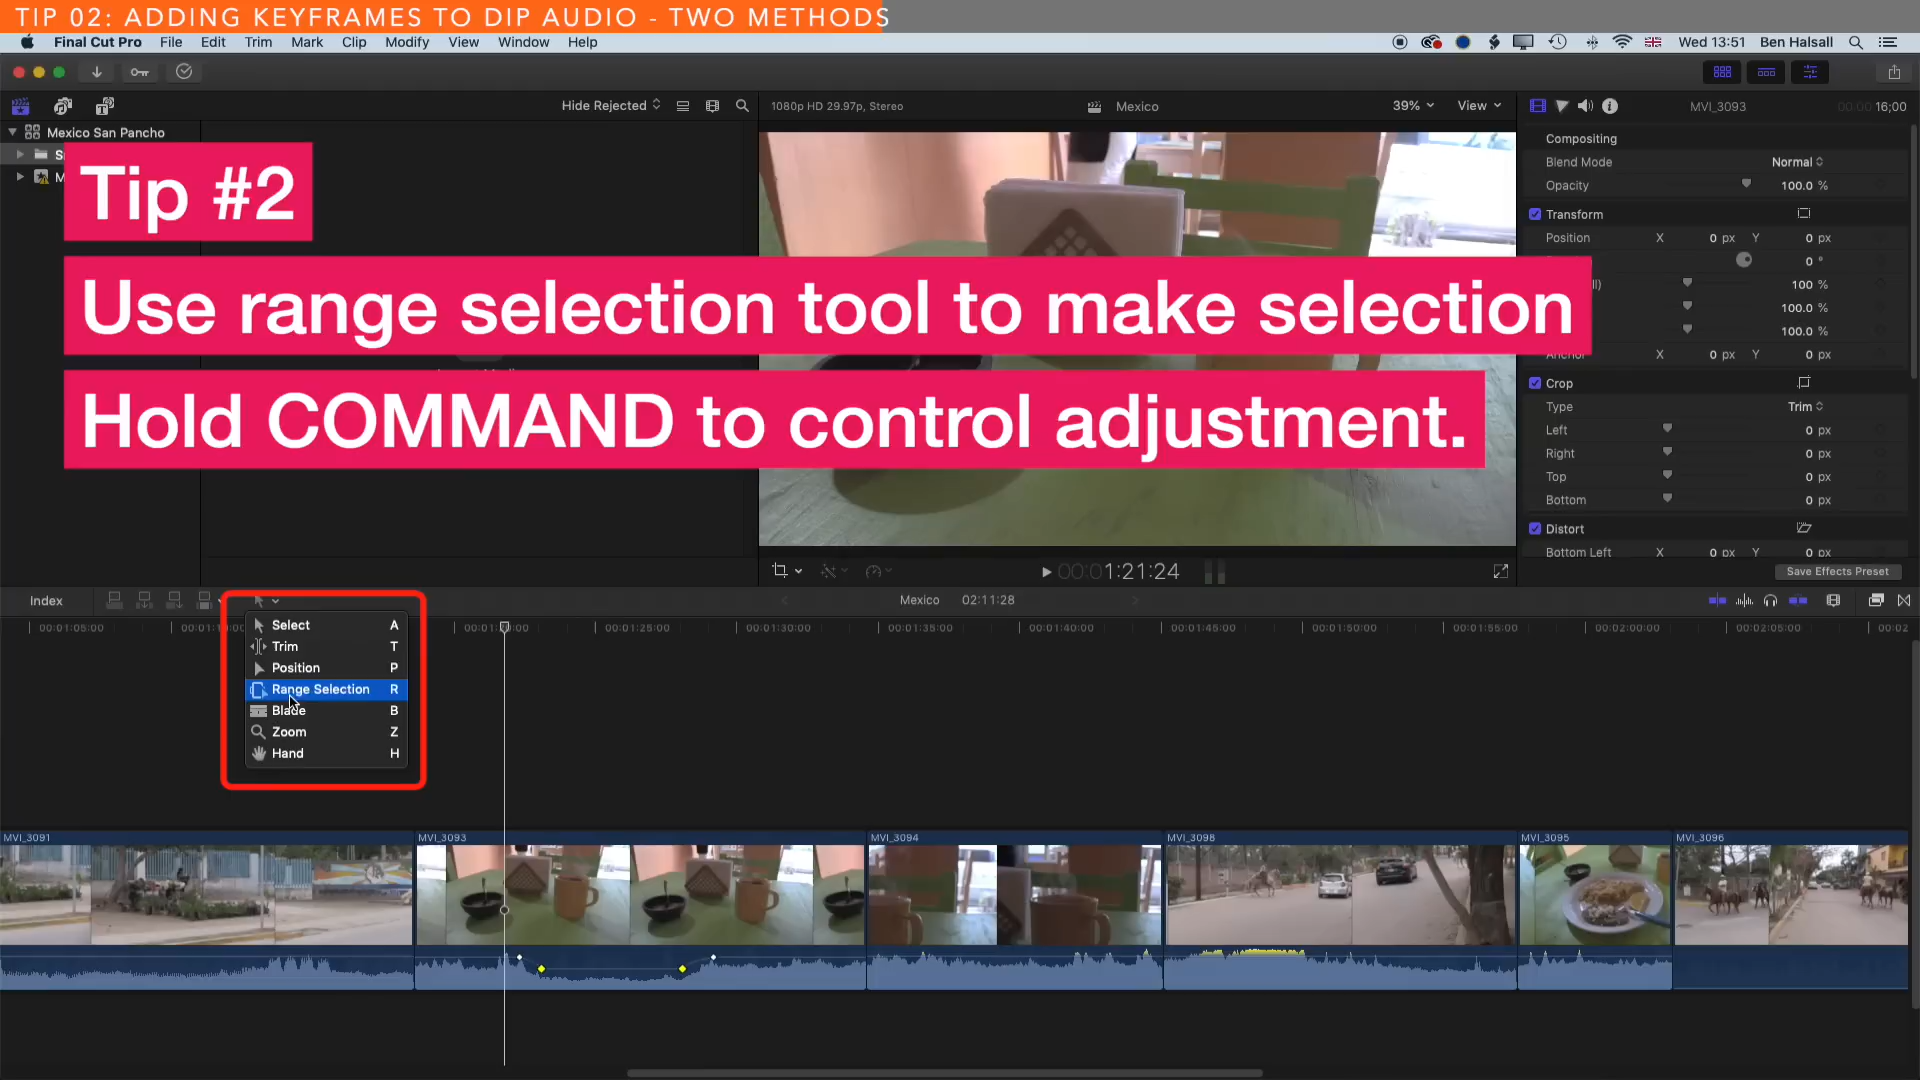 TIP 02: ADDING KEYFRAMES TO DIP AUDIO - TWO METHODS
Final Cut Pro File Edit Trim Mark Clip Modify View Window Help
Wed 13:51 Ben Halsall
Hide Rejected
1080p HD 29.97p, Stereo
Mexico
39%
View
MVI_3093
00:00:16;00
Mexico San Pancho
S
M
Tip #2
Use range selection tool to make selection
Hold COMMAND to control adjustment.
Compositing
Blend Mode Normal
Opacity 100.0 %
Transform
Position X 0 px Y 0 px
0 °
100 %
100.0 %
100.0 %
Anchor X 0 px Y 0 px
Crop
Type Trim
Left 0 px
Right 0 px
Top 0 px
Bottom 0 px
Distort
Bottom Left X 0 px Y 0 px
Save Effects Preset
00:00:1:21:24
Index
Mexico 02:11:28
00:01:05:00 00:01:25:00 00:01:30:00 00:01:35:00 00:01:40:00 00:01:45:00 00:01:50:00 00:01:55:00 00:02:00:00 00:02:05:00 00:02
Select A
Trim T
Position P
Range Selection R
Blade B
Zoom Z
Hand H
MVI_3091 MVI_3093 MVI_3094 MVI_3098 MVI_3095 MVI_3096